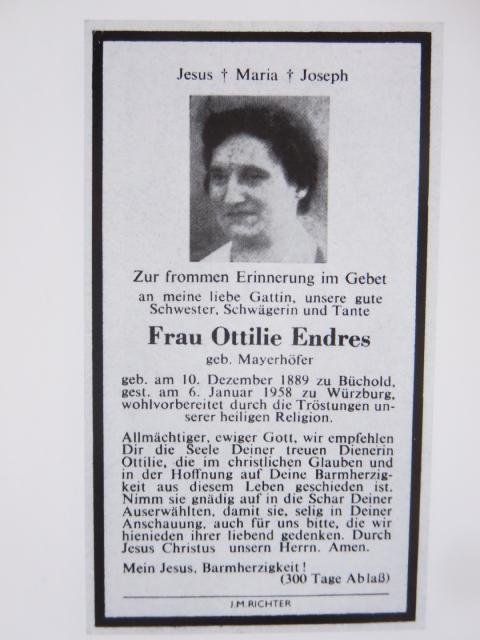 Jesus † Maria † Joseph
Zur frommen Erinnerung im Gebet
an meine liebe Gattin, unsere gute
Schwester, Schwägerin und Tante
Frau Ottilie Endres
geb. Mayerhöfer
geb. am 10. Dezember 1889 zu Büchold,
gest. am 6. Januar 1958 zu Würzburg,
wohlvorbereitet durch die Tröstungen un-
serer heiligen Religion.
Allmächtiger, ewiger Gott, wir empfehlen
Dir die Seele Deiner treuen Dienerin
Ottilie, die im christlichen Glauben und
in der Hoffnung auf Deine Barmherzig-
keit aus diesem Leben geschieden ist.
Nimm sie gnädig auf in die Schar Deiner
Auserwählten, damit sie, selig in Deiner
Anschauung, auch für uns bitte, die wir
hienieden ihrer liebend gedenken. Durch
Jesus Christus unsern Herrn. Amen.
Mein Jesus, Barmherzigkeit!
(300 Tage Ablaß)
J.M.RICHTER